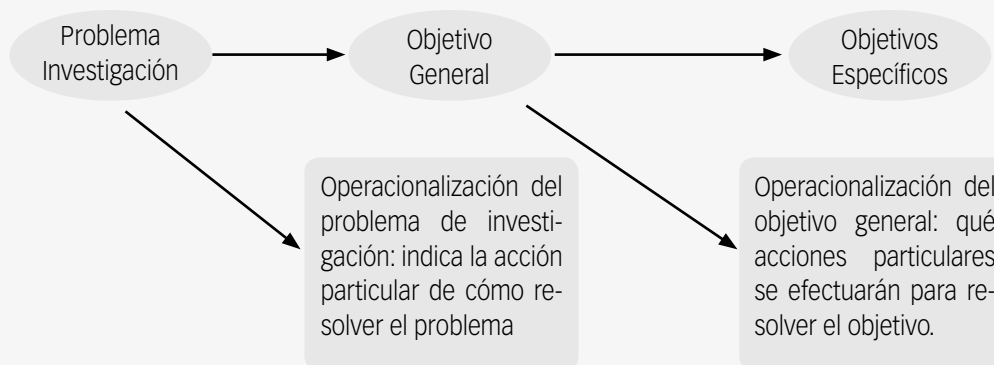 Problema
Investigación
Objetivo
General
Objetivos
Específicos
Operacionalización del
problema de investi-
gación: indica la acción
particular de cómo re-
solver el problema
Operacionalización del
objetivo general: qué
acciones particulares
se efectuarán para re-
solver el objetivo.